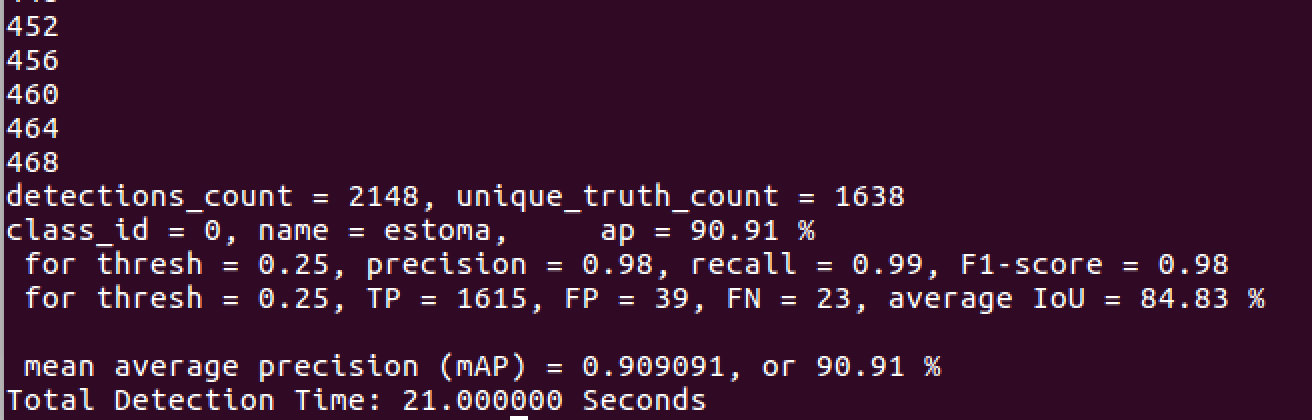 452
456
460
464
468
detections_count = 2148, unique_truth_count = 1638
class_id = 0, name = estoma,     ap = 90.91 %
 for thresh = 0.25, precision = 0.98, recall = 0.99, F1-score = 0.98
 for thresh = 0.25, TP = 1615, FP = 39, FN = 23, average IoU = 84.83 %

 mean average precision (mAP) = 0.909091, or 90.91 %
Total Detection Time: 21.000000 Seconds